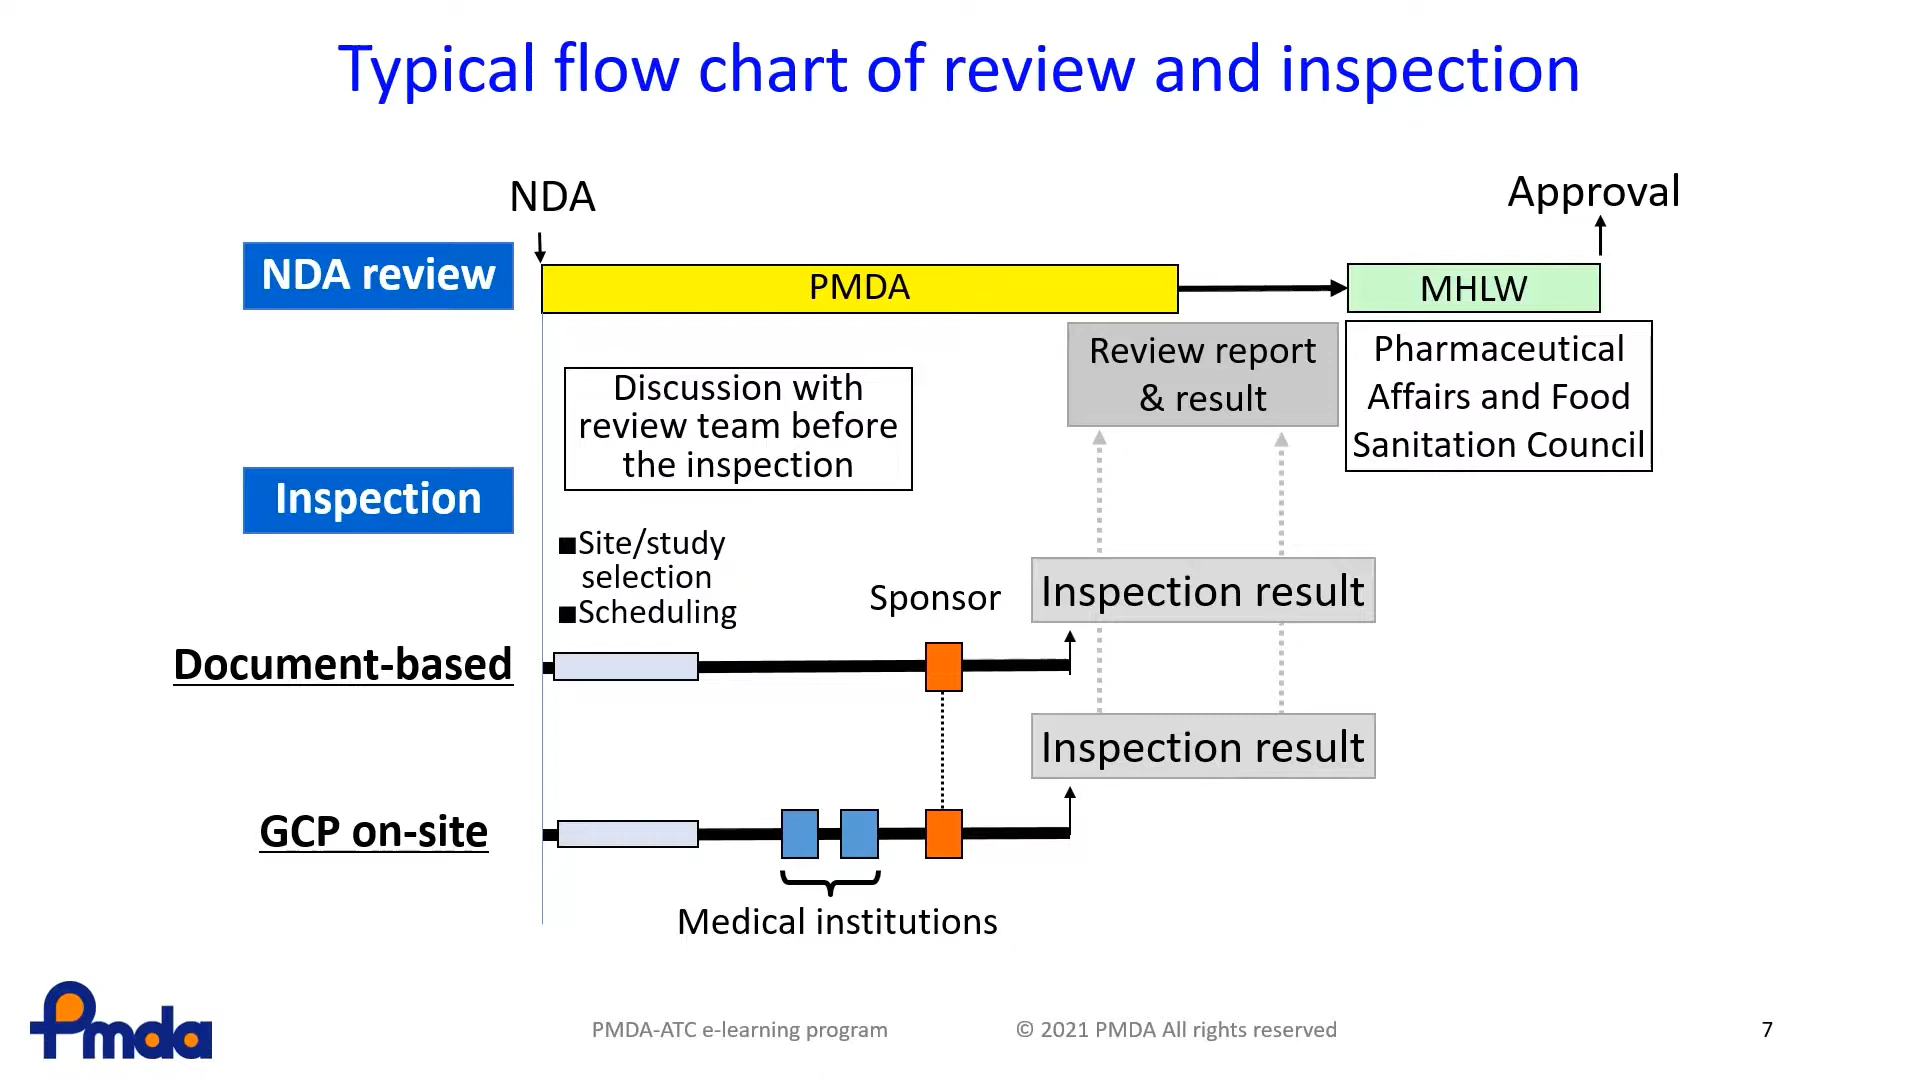 Typical flow chart of review and inspection
NDA
Approval
NDA review
PMDA
MHLW
Review report
& result
Pharmaceutical
Affairs and Food
Sanitation Council
Discussion with
review team before
the inspection
Inspection
■Site/study
selection
■Scheduling
Sponsor
Inspection result
Document-based
Inspection result
GCP on-site
Medical institutions
Pmda
PMDA-ATC e-learning program
© 2021 PMDA All rights reserved
7